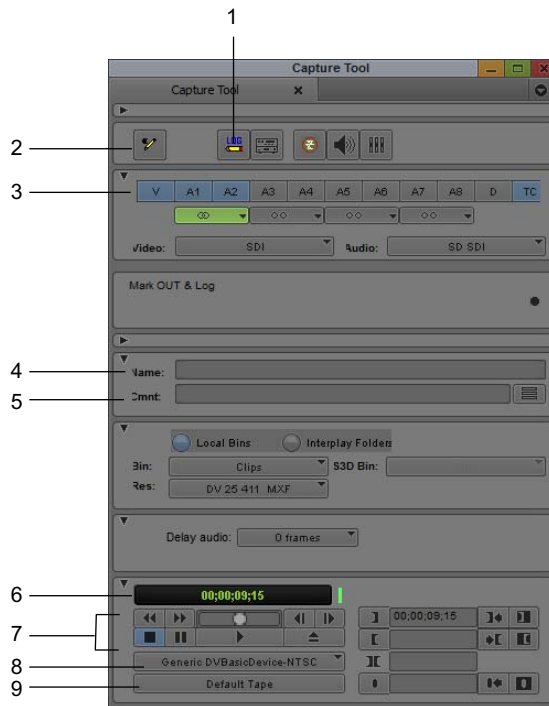 1
Capture Tool
Capture Tool
2
LOG
3
V A1 A2 A3 A4 A5 A6 A7 A8 D TC
Video: SDI Audio: SD SDI
Mark OUT & Log
4
Name:
5
Cmnt:
Local Bins Interplay Folders
Bin: Clips S3D Bin:
Res: DV 25 411 MXF
Delay audio: 0 frames
6
00;00;09;15
7
00;00;09;15
8
Generic DVBasicDevice-NTSC
9
Default Tape